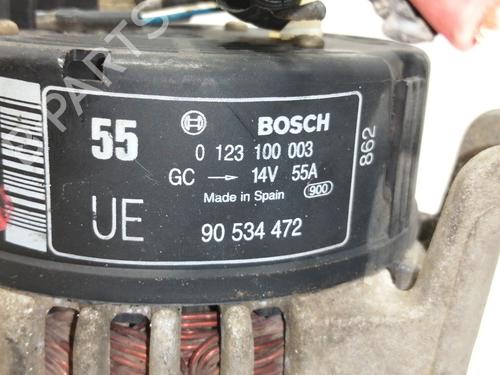 55
BOSCH
0 123 100 003
GC → 14V 55A
Made in Spain 900
UE
90 534 472
862
PARTS